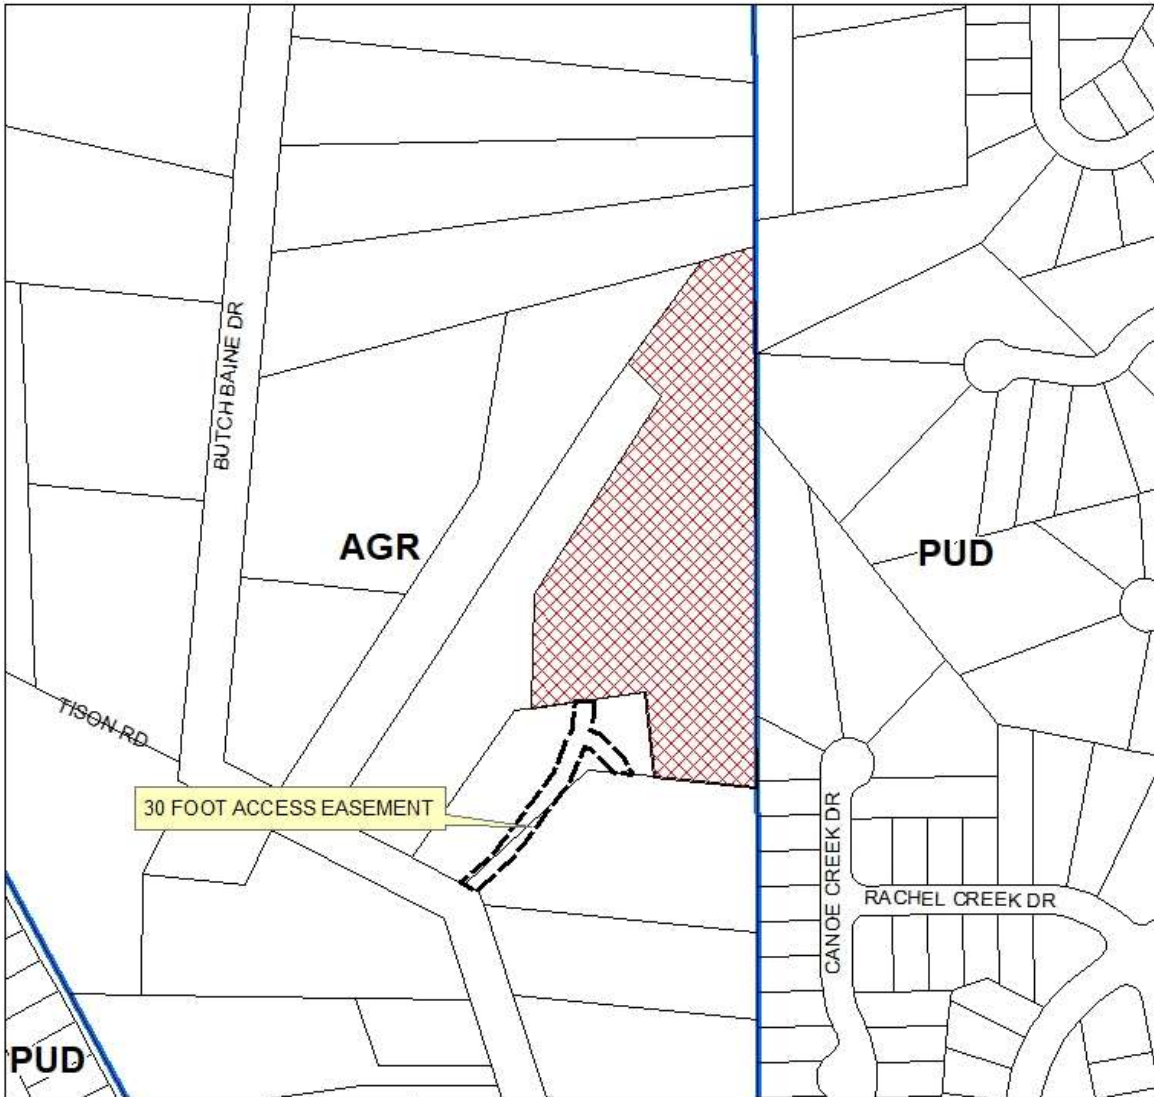 BUTCH BAINE DR
AGR
PUD
TISON RD
30 FOOT ACCESS EASEMENT
CANOE CREEK DR
RACHEL CREEK DR
PUD